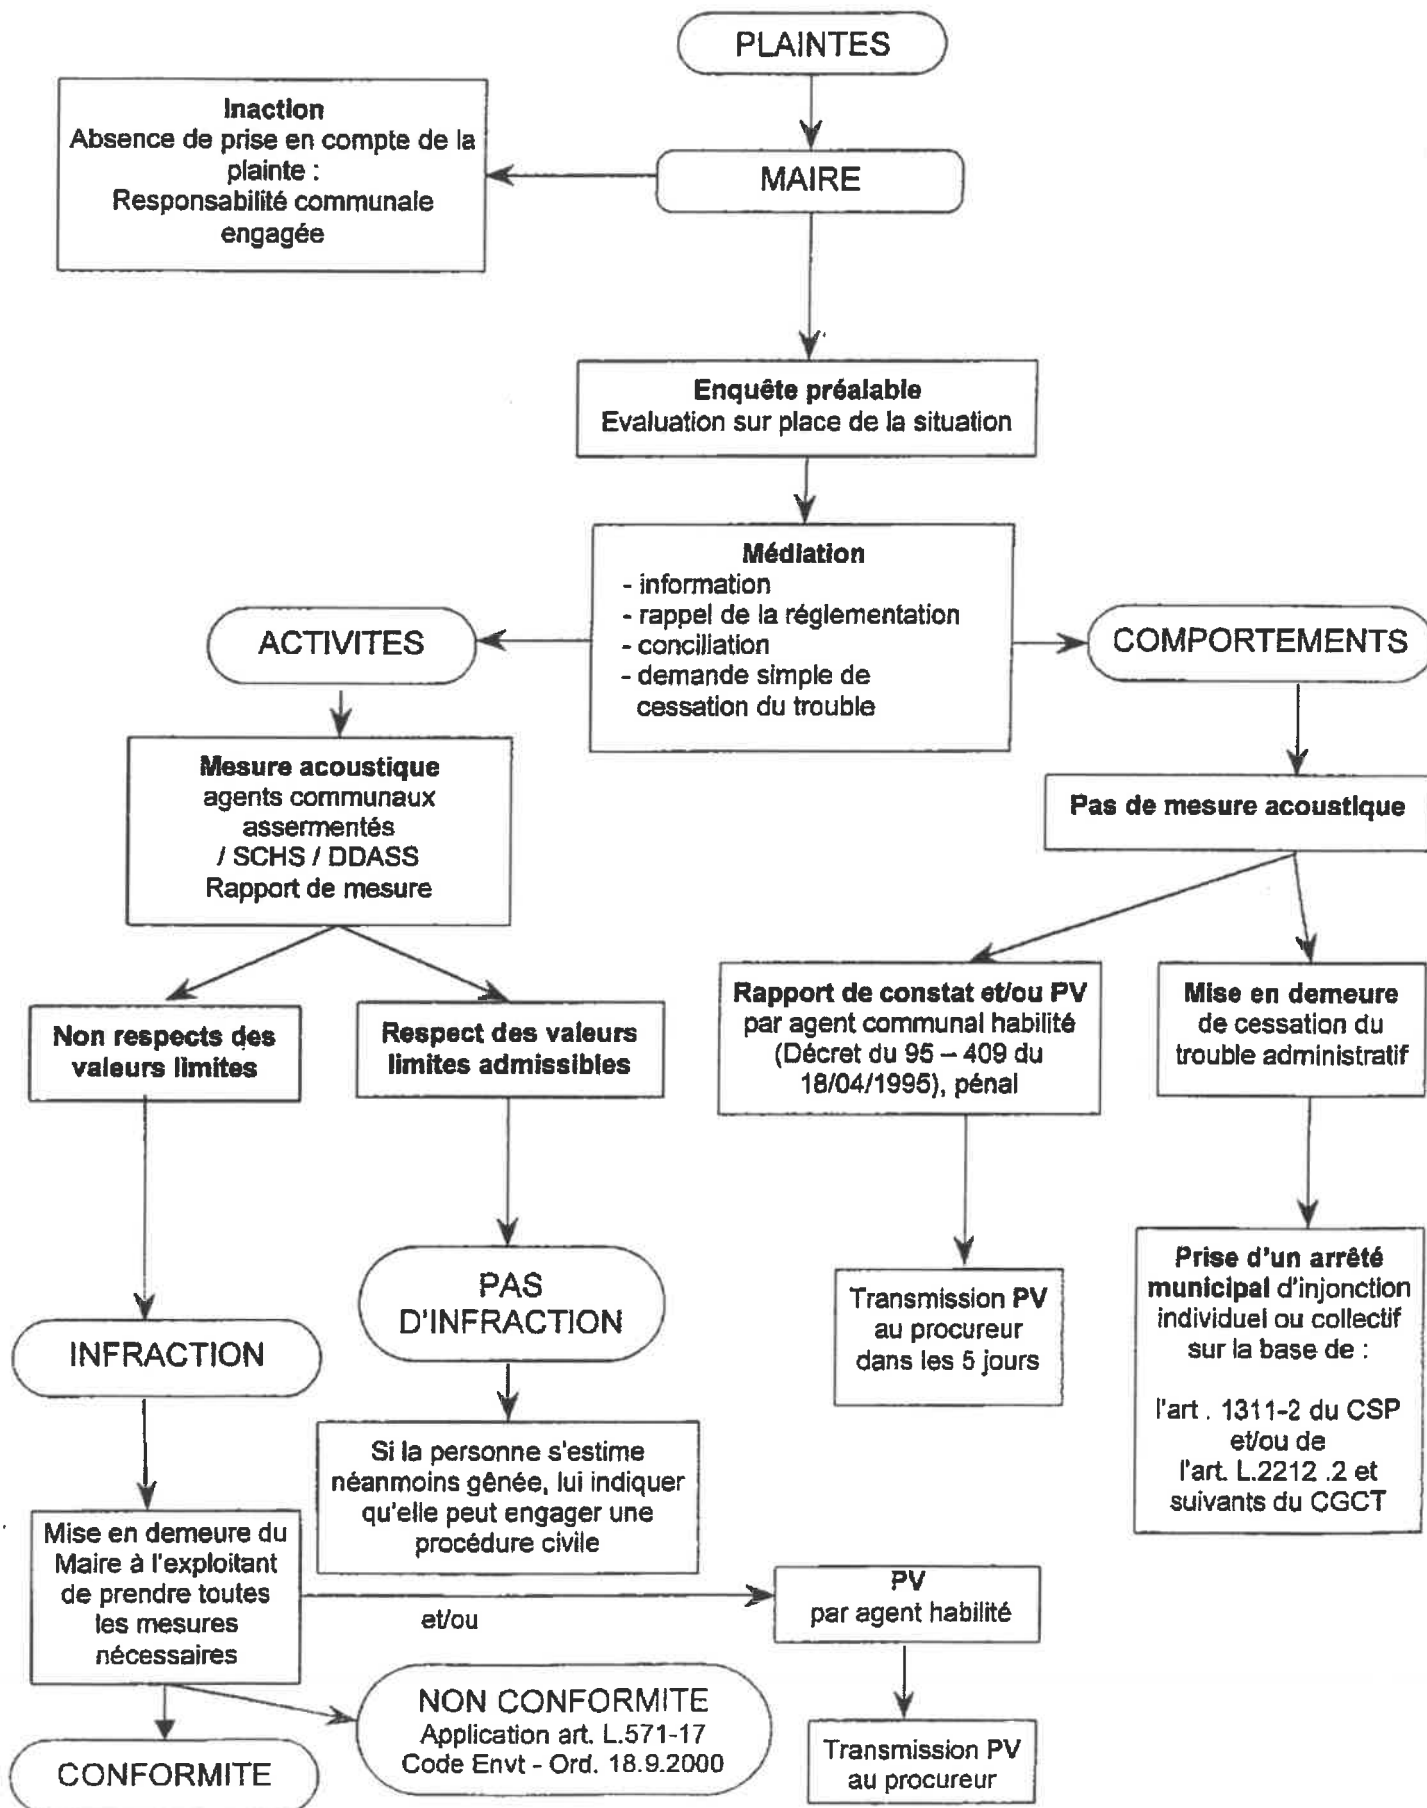 PLAINTES
Inaction
Absence de prise en compte de la
plainte :
Responsabilité communale
engagée
MAIRE
Enquête préalable
Evaluation sur place de la situation
Médiation
- information
- rappel de la réglementation
- conciliation
- demande simple de
cessation du trouble
ACTIVITES
COMPORTEMENTS
Mesure acoustique
agents communaux
assermentés
/ SCHS / DDASS
Rapport de mesure
Pas de mesure acoustique
Non respects des
valeurs limites
Respect des valeurs
limites admissibles
Rapport de constat et/ou PV
par agent communal habilité
(Décret du 95 – 409 du
18/04/1995), pénal
Mise en demeure
de cessation du
trouble administratif
PAS
D'INFRACTION
INFRACTION
Transmission PV
au procureur
dans les 5 jours
Prise d'un arrêté
municipal d'injonction
individuel ou collectif
sur la base de :
l'art . 1311-2 du CSP
et/ou de
l'art. L.2212 .2 et
suivants du CGCT
Si la personne s'estime
néanmoins gênée, lui indiquer
qu'elle peut engager une
procédure civile
Mise en demeure du
Maire à l'exploitant
de prendre toutes
les mesures
nécessaires
et/ou
PV
par agent habilité
NON CONFORMITE
Application art. L.571-17
Code Envt - Ord. 18.9.2000
CONFORMITE
Transmission PV
au procureur